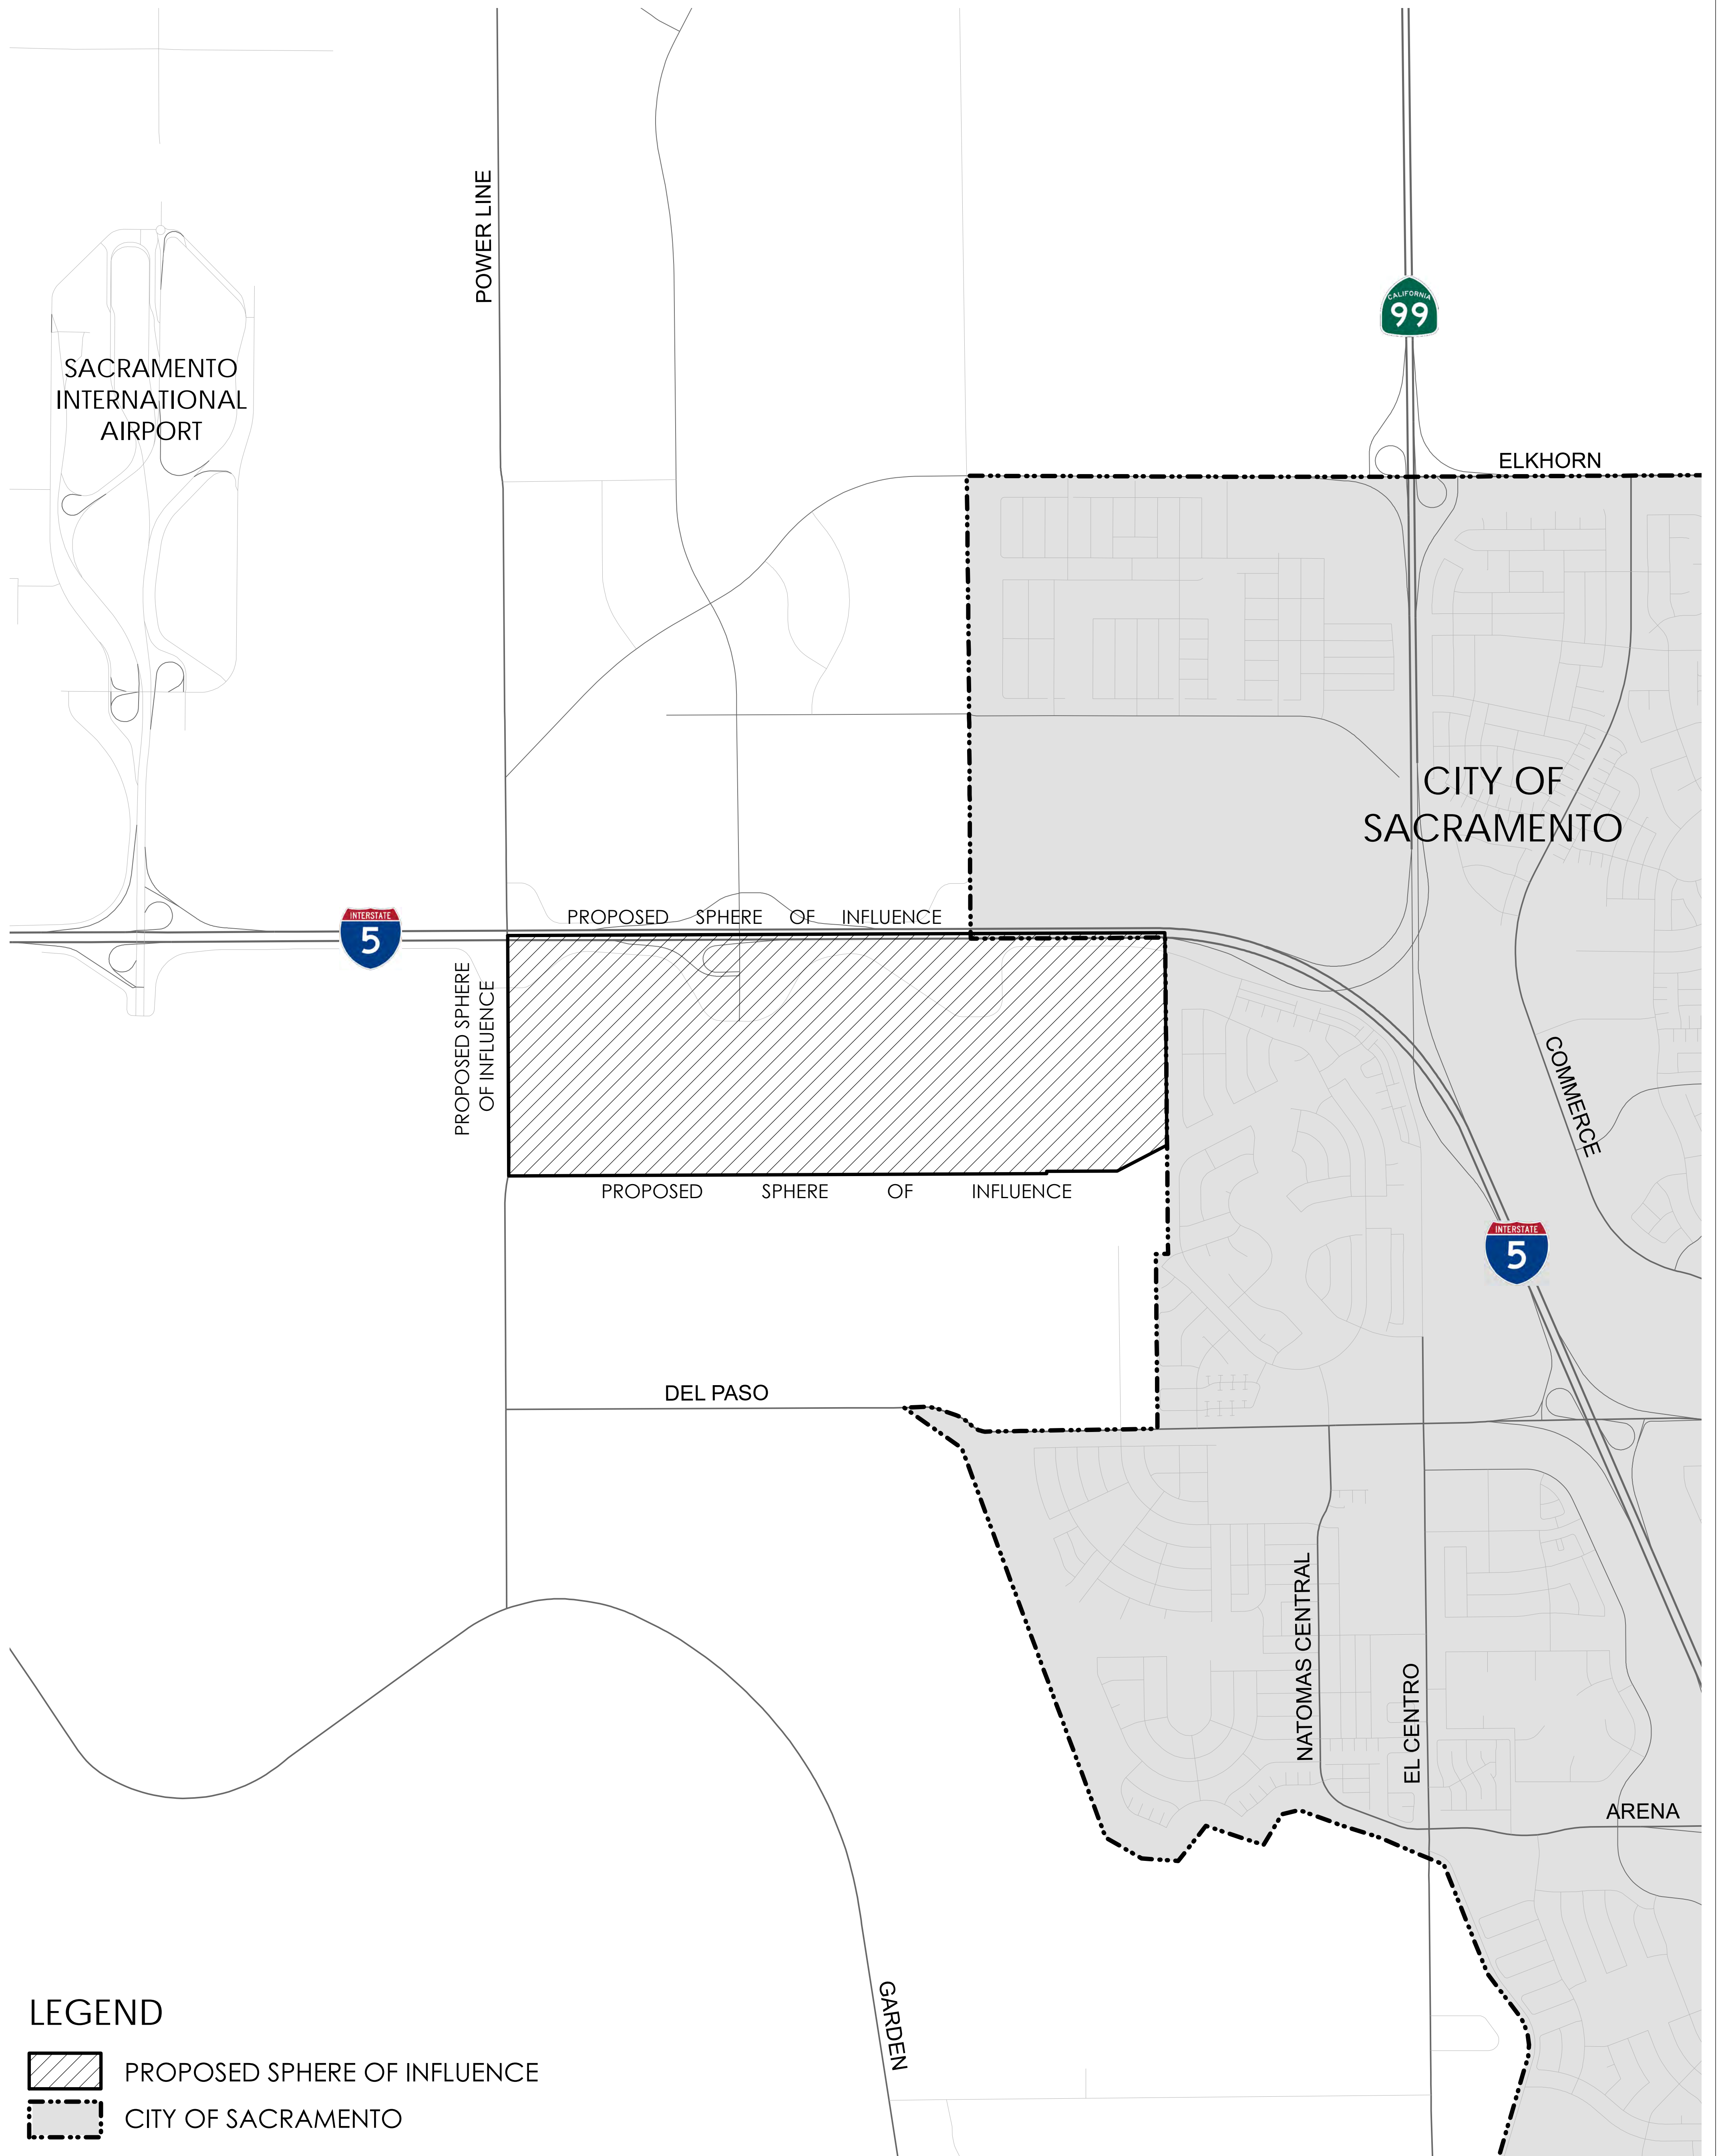 POWER LINE
CALIFORNIA
99
SACRAMENTO
INTERNATIONAL
AIRPORT
ELKHORN
CITY OF
SACRAMENTO
PROPOSED SPHERE OF INFLUENCE
INTERSTATE
5
PROPOSED SPHERE
OF INFLUENCE
COMMERCE
PROPOSED SPHERE OF INFLUENCE
INTERSTATE
5
DEL PASO
NATOMAS CENTRAL
EL CENTRO
ARENA
GARDEN
LEGEND
PROPOSED SPHERE OF INFLUENCE
CITY OF SACRAMENTO